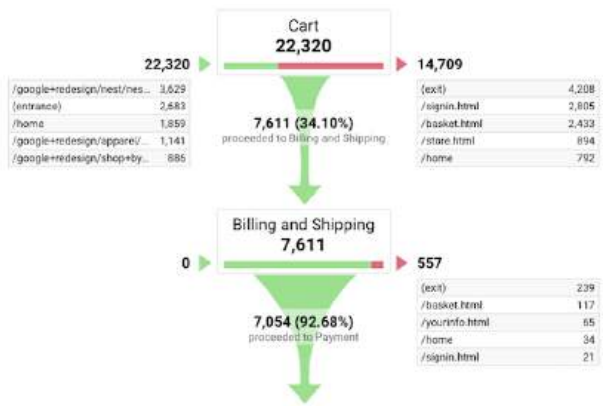 Cart
22,320
22,320
14,709
/google+redesign/nest/nes... 3,629
(entrance) 2,683
/home 1,859
/google+redesign/apparel/... 1,141
/google+redesign/shop+by... 885
(exit) 4,208
/signin.html 2,805
/basket.html 2,433
/store.html 894
/home 792
7,611 (34.10%)
proceeded to Billing and Shipping
Billing and Shipping
7,611
0
557
(exit) 239
/basket.html 117
/yourinfo.html 65
/home 34
/signin.html 21
7,054 (92.68%)
proceeded to Payment